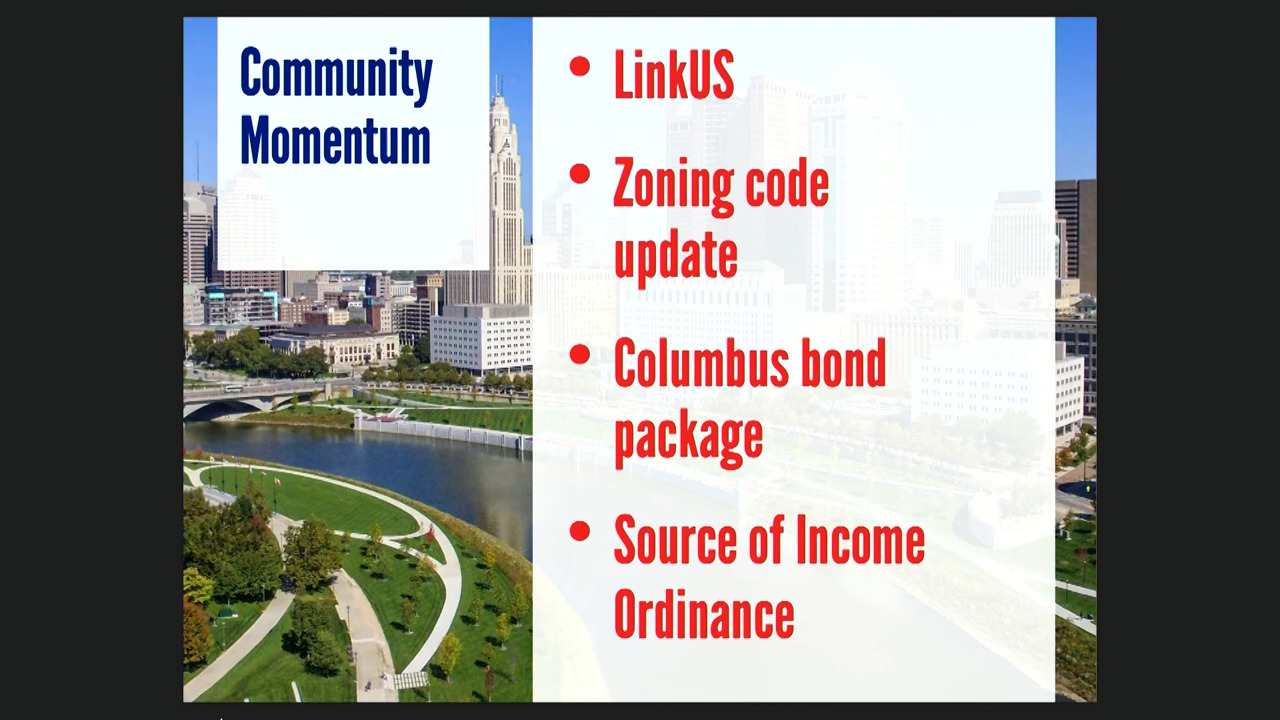 Community
Momentum
• LinkUS
• Zoning code
update
• Columbus bond
package
• Source of Income
Ordinance